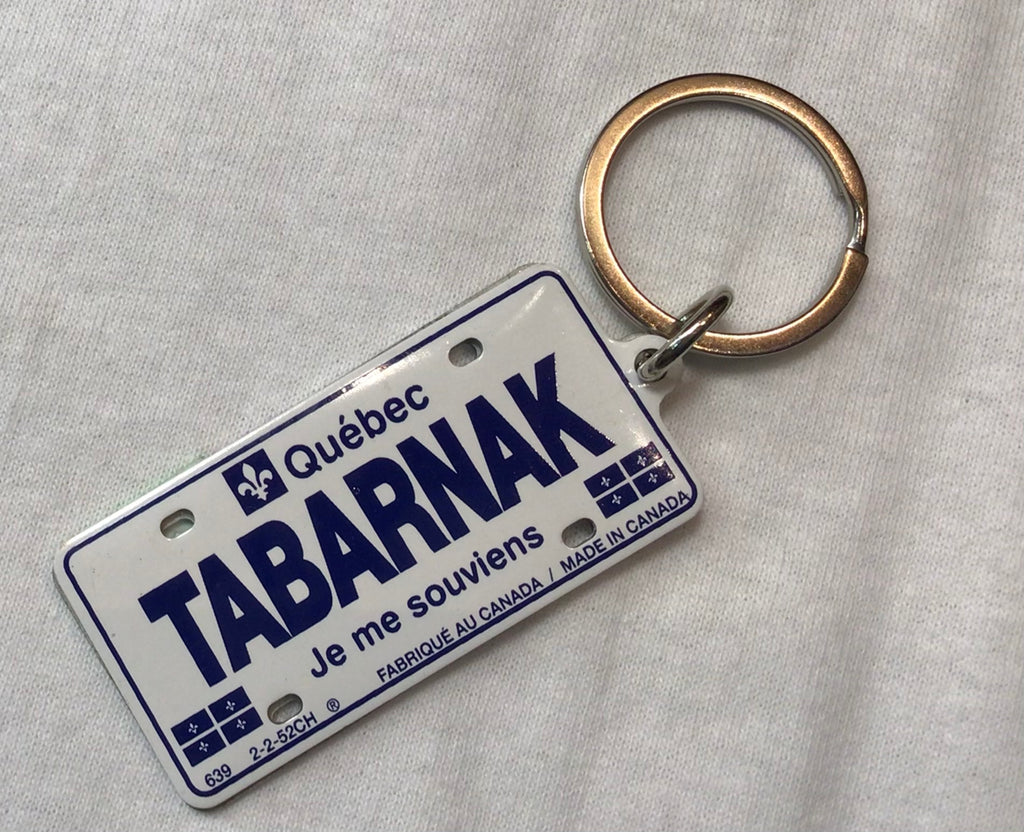 Québec
TABARNAK
Je me souviens
FABRIQUÉ AU CANADA / MADE IN CANADA
639 2-2-52CH ®